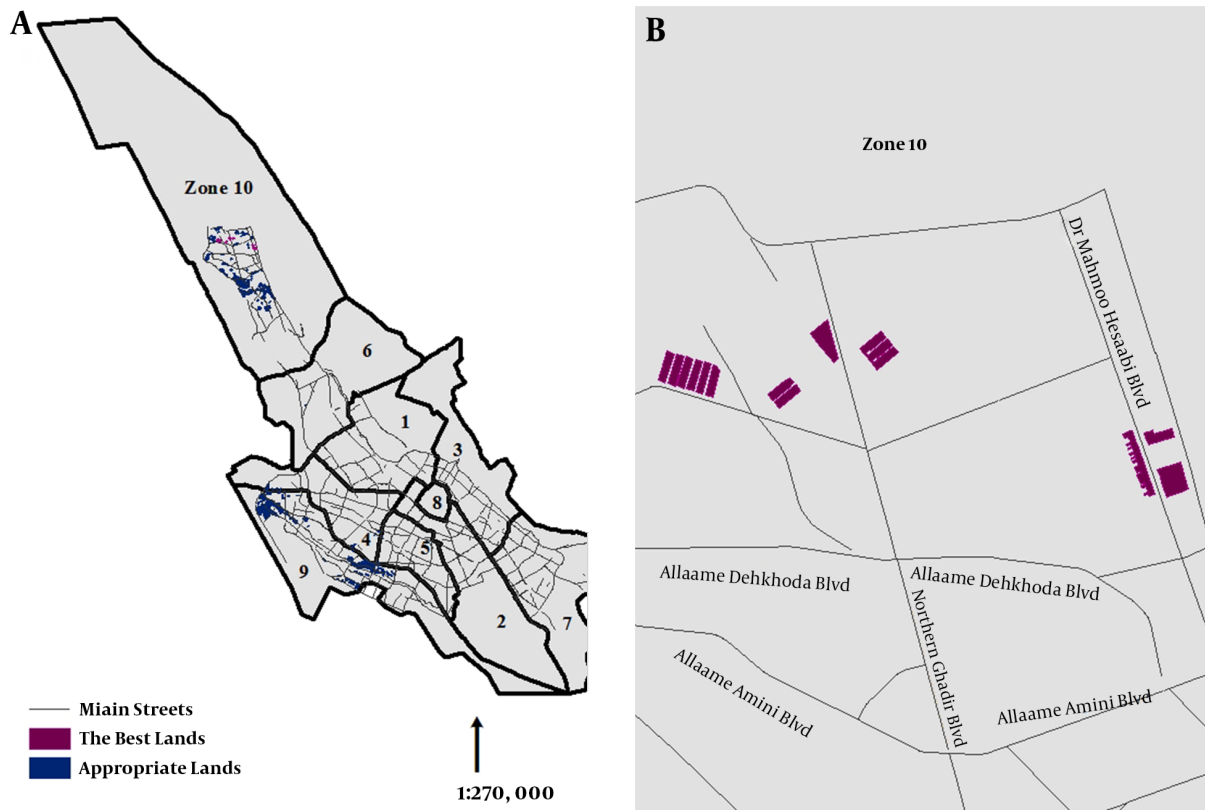 A
Zone 10
6
1
3
8
4
5
9
2
7
Miain Streets
The Best Lands
Appropriate Lands
1:270, 000
B
Zone 10
Dr Mahmoo Hesaabi Blvd
Allaame Dehkhoda Blvd
Allaame Dehkhoda Blvd
Northern Ghadir Blvd
Allaame Amini Blvd
Allaame Amini Blvd